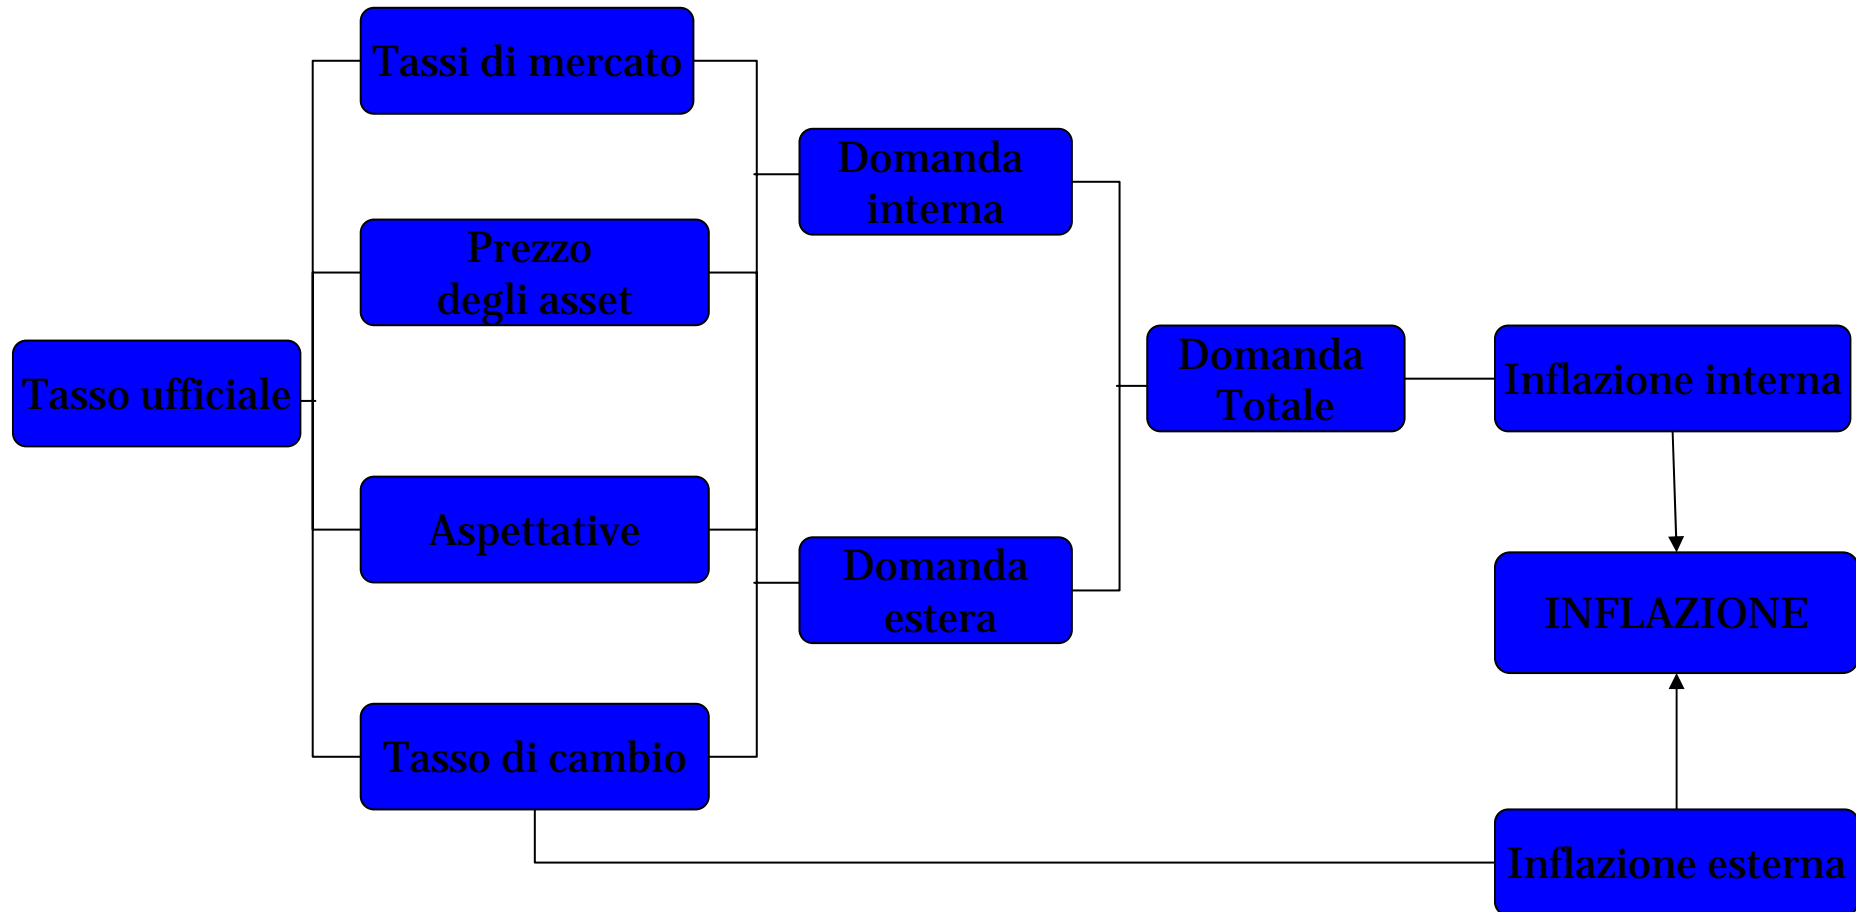 Tassi di mercato
Domanda
interna
Prezzo
degli asset
Tasso ufficiale
Domanda
Totale
Inflazione interna
Aspettative
Domanda
estera
INFLAZIONE
Tasso di cambio
Inflazione esterna